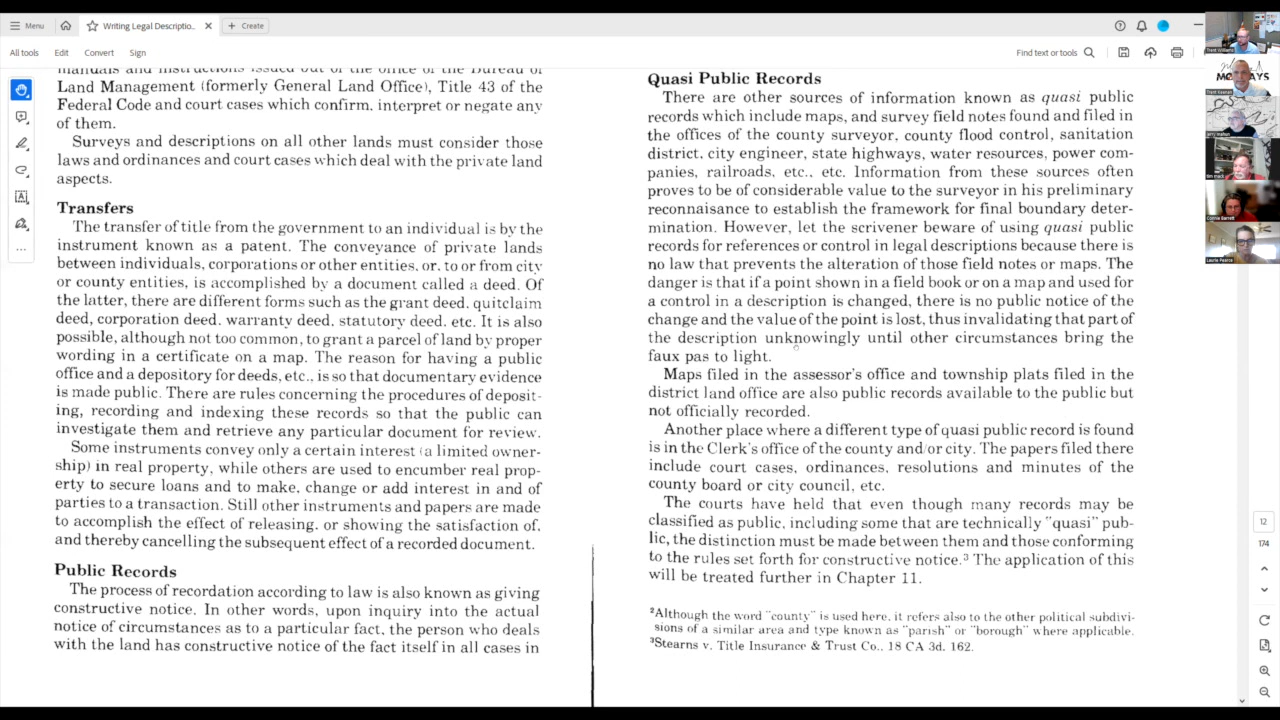 Menu
Writing Legal Descriptio...
Create
All tools
Edit
Convert
Sign
Find text or tools
manuals and instructions issued out of the office of the Bureau of
Land Management (formerly General Land Office), Title 43 of the
Federal Code and court cases which confirm, interpret or negate any
of them.
Surveys and descriptions on all other lands must consider those
laws and ordinances and court cases which deal with the private land
aspects.
Transfers
The transfer of title from the government to an individual is by the
instrument known as a patent. The conveyance of private lands
between individuals, corporations or other entities, or, to or from city
or county entities, is accomplished by a document called a deed. Of
the latter, there are different forms such as the grant deed, quitclaim
deed, corporation deed, warranty deed, statutory deed, etc. It is also
possible, although not too common, to grant a parcel of land by proper
wording in a certificate on a map. The reason for having a public
office and a depository for deeds, etc., is so that documentary evidence
is made public. There are rules concerning the procedures of deposit-
ing, recording and indexing these records so that the public can
investigate them and retrieve any particular document for review.
Some instruments convey only a certain interest (a limited owner-
ship) in real property, while others are used to encumber real prop-
erty to secure loans and to make, change or add interest in and of
parties to a transaction. Still other instruments and papers are made
to accomplish the effect of releasing, or showing the satisfaction of,
and thereby cancelling the subsequent effect of a recorded document.
Public Records
The process of recordation according to law is also known as giving
constructive notice. In other words, upon inquiry into the actual
notice of circumstances as to a particular fact, the person who deals
with the land has constructive notice of the fact itself in all cases in
Quasi Public Records
There are other sources of information known as quasi public
records which include maps, and survey field notes found and filed in
the offices of the county surveyor, county flood control, sanitation
district, city engineer, state highways, water resources, power com-
panies, railroads, etc., etc. Information from these sources often
proves to be of considerable value to the surveyor in his preliminary
reconnaisance to establish the framework for final boundary deter-
mination. However, let the scrivener beware of using quasi public
records for references or control in legal descriptions because there is
no law that prevents the alteration of those field notes or maps. The
danger is that if a point shown in a field book or on a map and used for
a control in a description is changed, there is no public notice of the
change and the value of the point is lost, thus invalidating that part of
the description unknowingly until other circumstances bring the
faux pas to light.
Maps filed in the assessor's office and township plats filed in the
district land office are also public records available to the public but
not officially recorded.
Another place where a different type of quasi public record is found
is in the Clerk's office of the county and/or city. The papers filed there
include court cases, ordinances, resolutions and minutes of the
county board or city council, etc.
The courts have held that even though many records may be
classified as public, including some that are technically "quasi" pub-
lic, the distinction must be made between them and those conforming
to the rules set forth for constructive notice.³ The application of this
will be treated further in Chapter 11.
²Although the word "county" is used here, it refers also to the other political subdivi-
sions of a similar area and type known as "parish" or "borough" where applicable.
³Stearns v. Title Insurance & Trust Co., 18 CA 3d. 162.
12
174
Trent Williams
Trent Keenan
Connie Barrett
Laurie Pearce